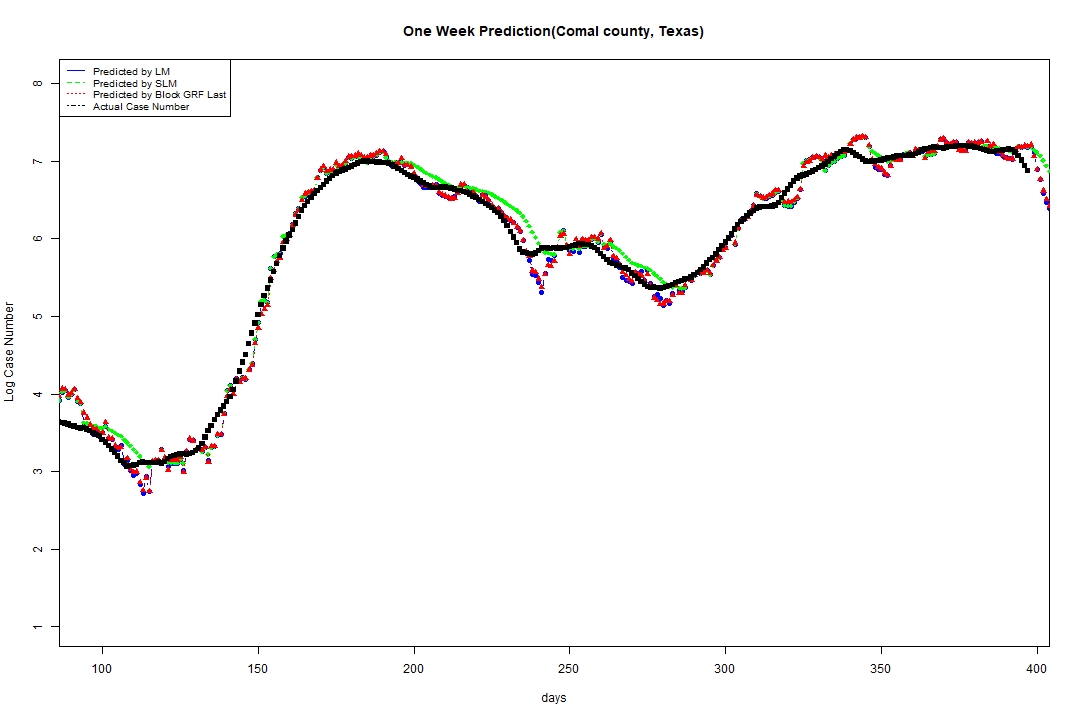 One Week Prediction(Comal county, Texas)
Predicted by LM
Predicted by SLM
Predicted by Block GRF Last
Actual Case Number
8
7
6
5
4
3
2
1
Log Case Number
100 150 200 250 300 350 400
days